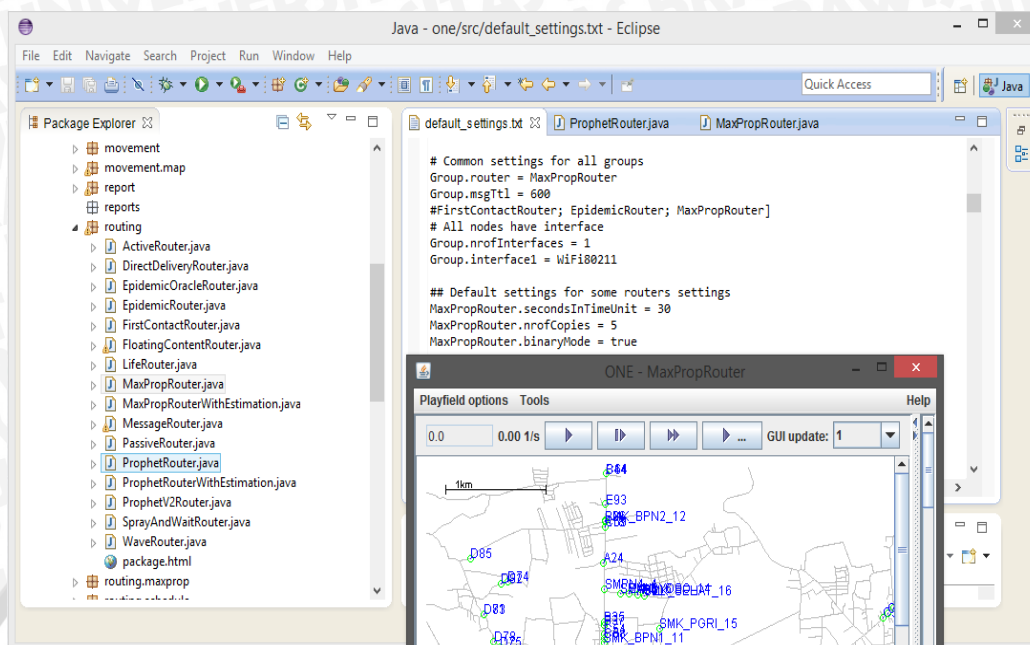 Java - one/src/default_settings.txt - Eclipse
File Edit Navigate Search Project Run Window Help
Quick Access
Java
Package Explorer
default_settings.txt
ProphetRouter.java
MaxPropRouter.java
movement
movement.map
report
reports
routing
ActiveRouter.java
DirectDeliveryRouter.java
EpidemicOracleRouter.java
EpidemicRouter.java
FirstContactRouter.java
FloatingContentRouter.java
LifeRouter.java
MaxPropRouter.java
MaxPropRouterWithEstimation.java
MessageRouter.java
PassiveRouter.java
ProphetRouter.java
ProphetRouterWithEstimation.java
ProphetV2Router.java
SprayAndWaitRouter.java
WaveRouter.java
package.html
routing.maxprop
# Common settings for all groups
Group.router = MaxPropRouter
Group.msgTtl = 600
#FirstContactRouter; EpidemicRouter; MaxPropRouter]
# All nodes have interface
Group.nrofInterfaces = 1
Group.interface1 = WiFi80211
## Default settings for some routers settings
MaxPropRouter.secondsInTimeUnit = 30
MaxPropRouter.nrofCopies = 5
MaxPropRouter.binaryMode = true
ONE - MaxPropRouter
Playfield options Tools Help
0.0 0.00 1/s ... GUI update: 1
1km
E93
_BPN2_12
D85
A24
_16
SMK_PGRI_15
_BPN1_11